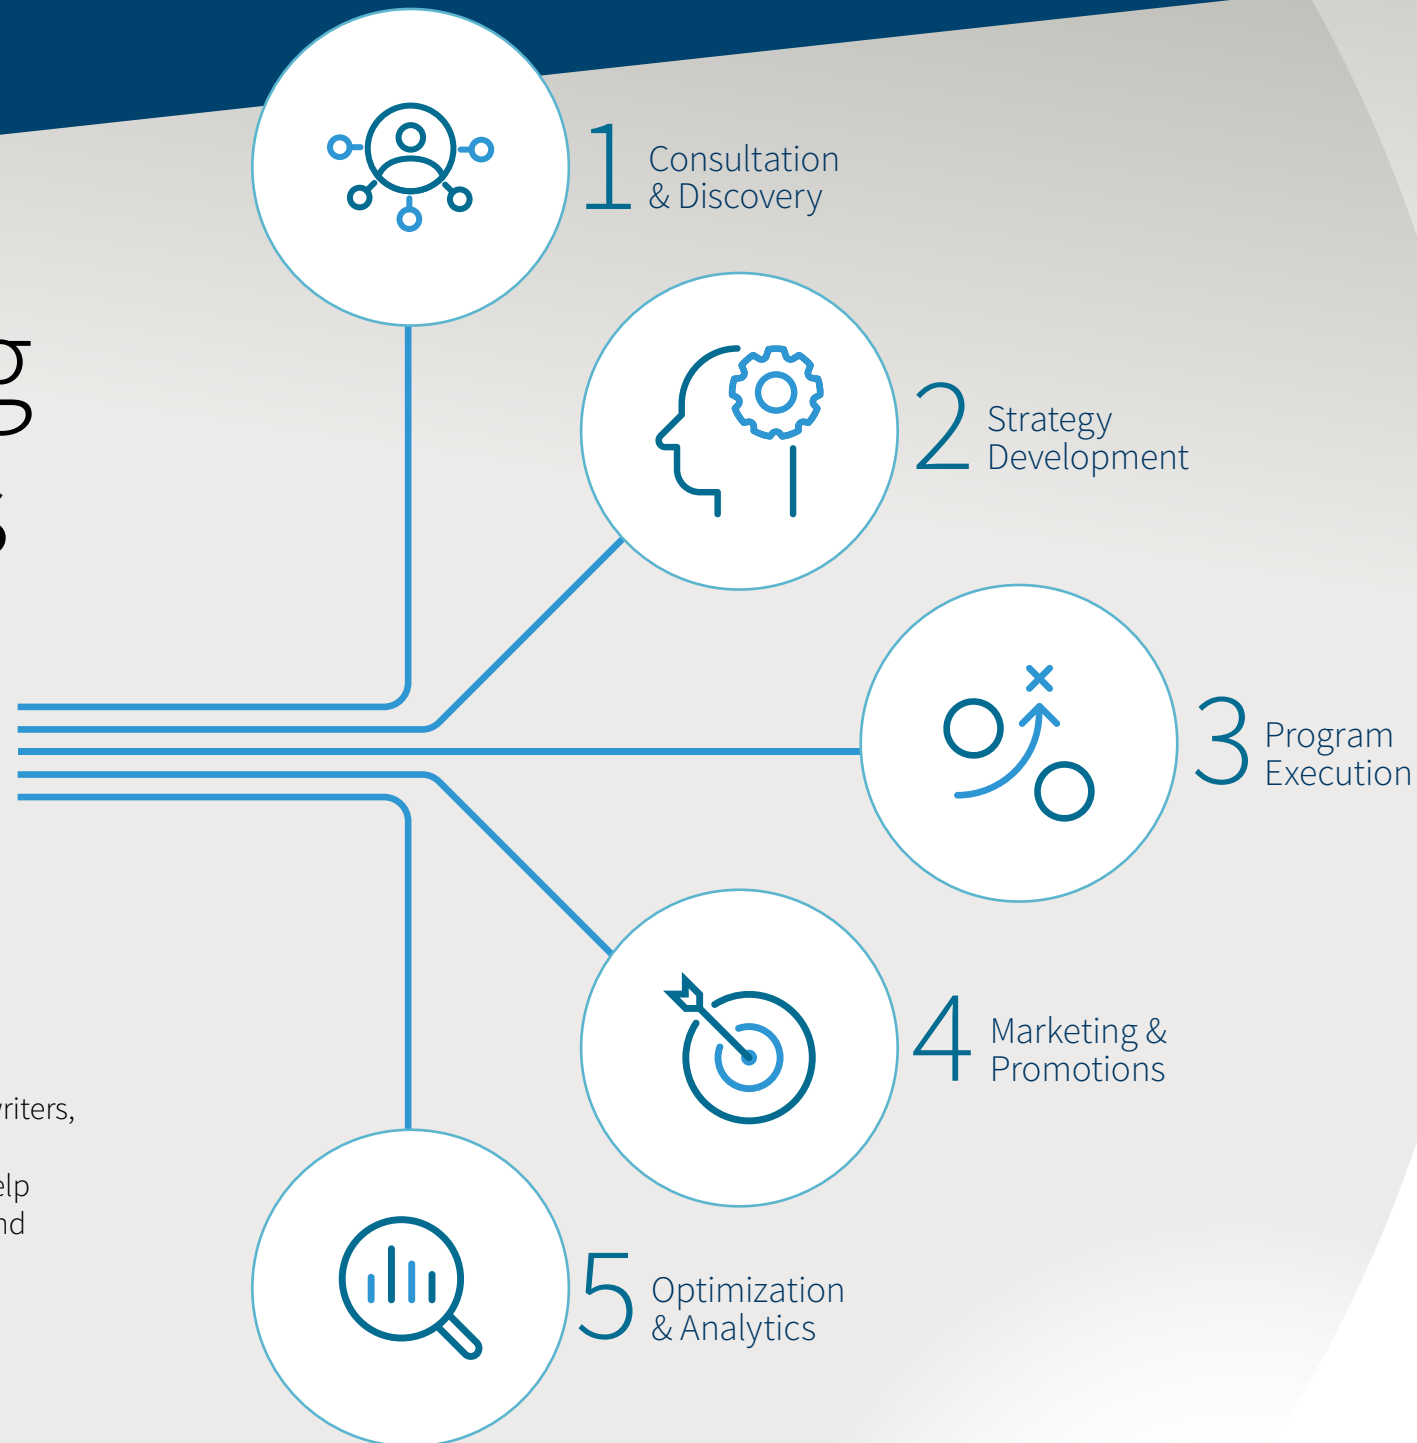 1
Consultation
& Discovery
2
Strategy
Development
3
Program
Execution
4
Marketing &
Promotions
5
Optimization
& Analytics